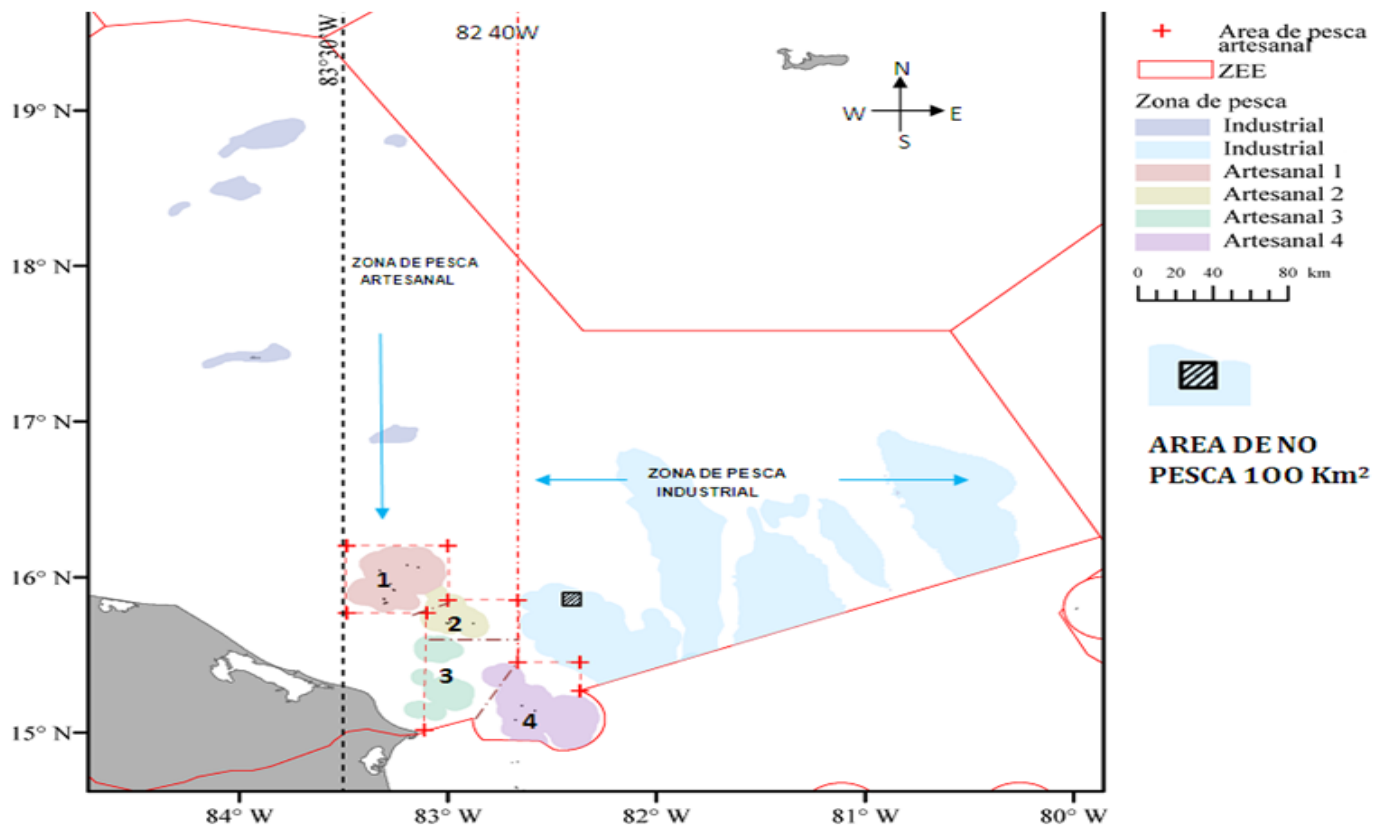 83°30'W
82 40W
N
W
E
S
19° N
18° N
17° N
16° N
15° N
84° W
83° W
82° W
81° W
80° W
ZONA DE PESCA
ARTESANAL
ZONA DE PESCA
INDUSTRIAL
1
2
3
4
Area de pesca
artesanal
ZEE
Zona de pesca
Industrial
Industrial
Artesanal 1
Artesanal 2
Artesanal 3
Artesanal 4
0 20 40 80 km
AREA DE NO
PESCA 100 Km²